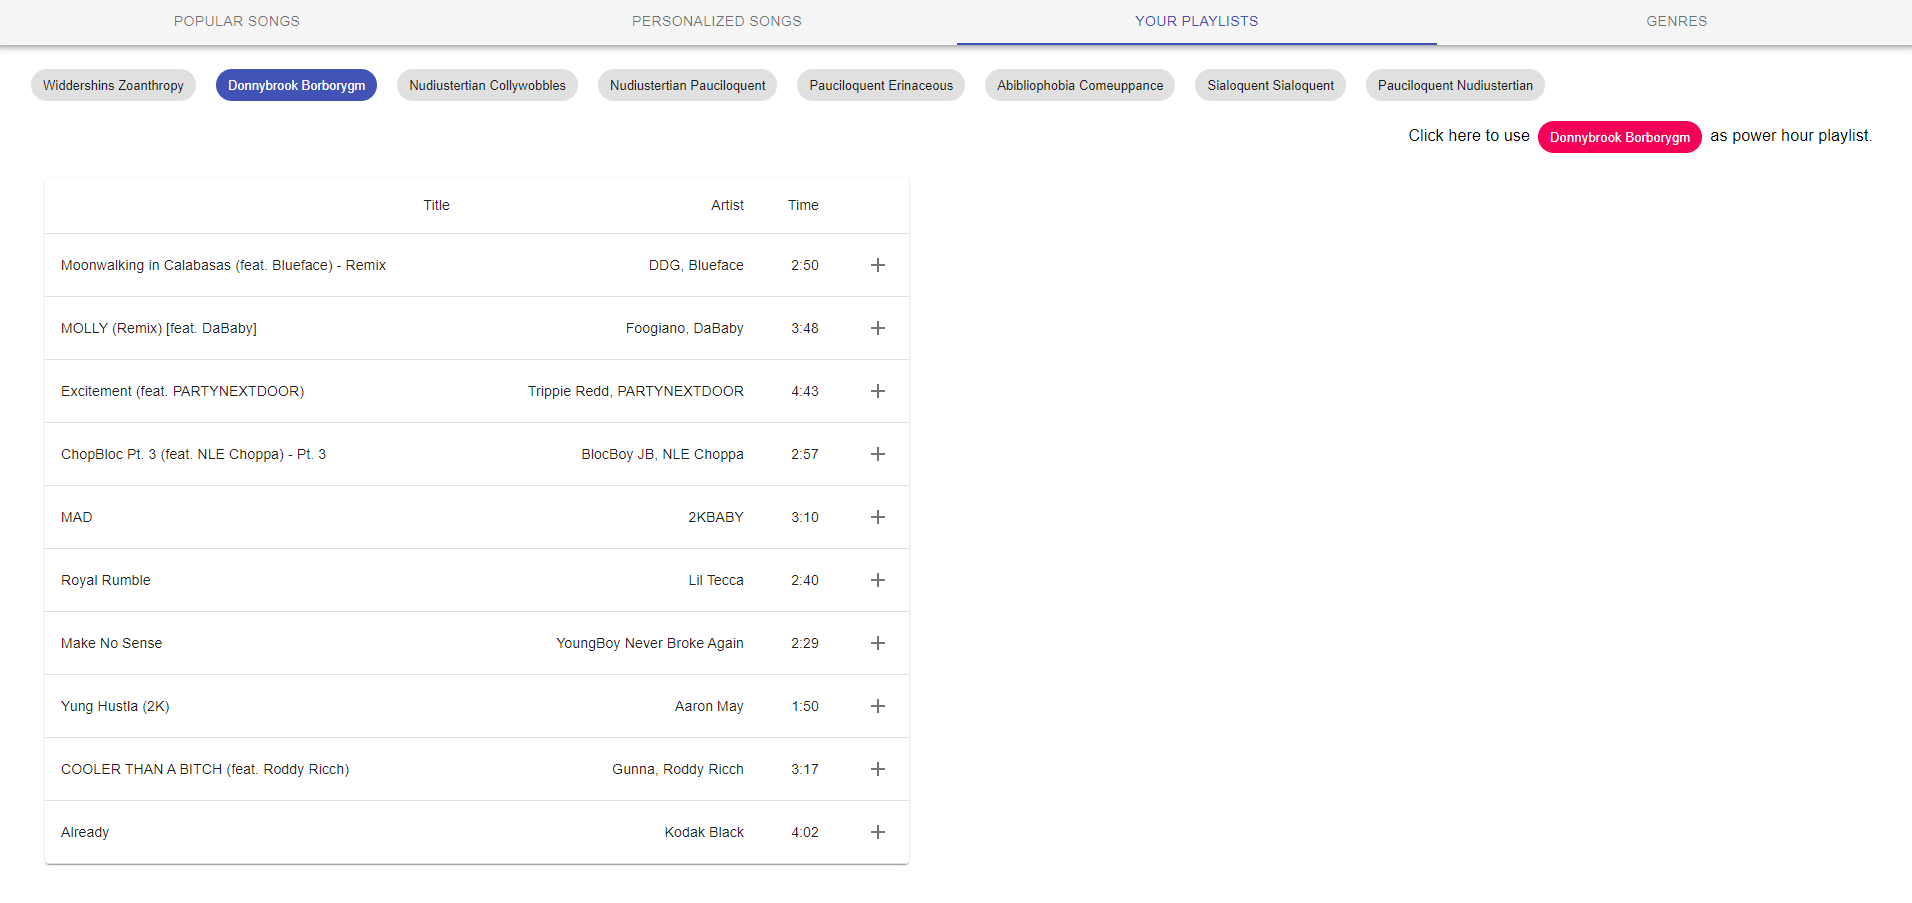 POPULAR SONGS PERSONALIZED SONGS YOUR PLAYLISTS GENRES
Widdershins Zoanthropy Donnybrook Borborygm Nudiustertian Collywobbles Nudiustertian Pauciloquent Pauciloquent Erinaceous Abibliophobia Comeuppance Sialoquent Sialoquent Pauciloquent Nudiustertian
Click here to use Donnybrook Borborygm as power hour playlist.
Title Artist Time
Moonwalking in Calabasas (feat. Blueface) - Remix DDG, Blueface 2:50
MOLLY (Remix) [feat. DaBaby] Foogiano, DaBaby 3:48
Excitement (feat. PARTYNEXTDOOR) Trippie Redd, PARTYNEXTDOOR 4:43
ChopBloc Pt. 3 (feat. NLE Choppa) - Pt. 3 BlocBoy JB, NLE Choppa 2:57
MAD 2KBABY 3:10
Royal Rumble Lil Tecca 2:40
Make No Sense YoungBoy Never Broke Again 2:29
Yung Hustla (2K) Aaron May 1:50
COOLER THAN A BITCH (feat. Roddy Ricch) Gunna, Roddy Ricch 3:17
Already Kodak Black 4:02